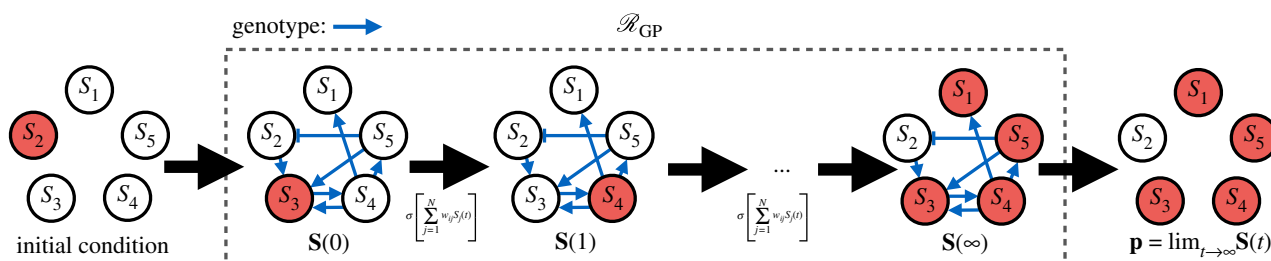 genotype:
ℛ_GP
S_1
S_2
S_5
S_3
S_4
initial condition
S_1
S_2
S_5
S_3
S_4
S(0)
σ[∑_{j=1}^{N} w_{ij}S_j(t)]
S_1
S_2
S_5
S_3
S_4
S(1)
...
σ[∑_{j=1}^{N} w_{ij}S_j(t)]
S_1
S_2
S_5
S_3
S_4
S(∞)
S_1
S_2
S_5
S_3
S_4
p = lim_{t→∞}S(t)